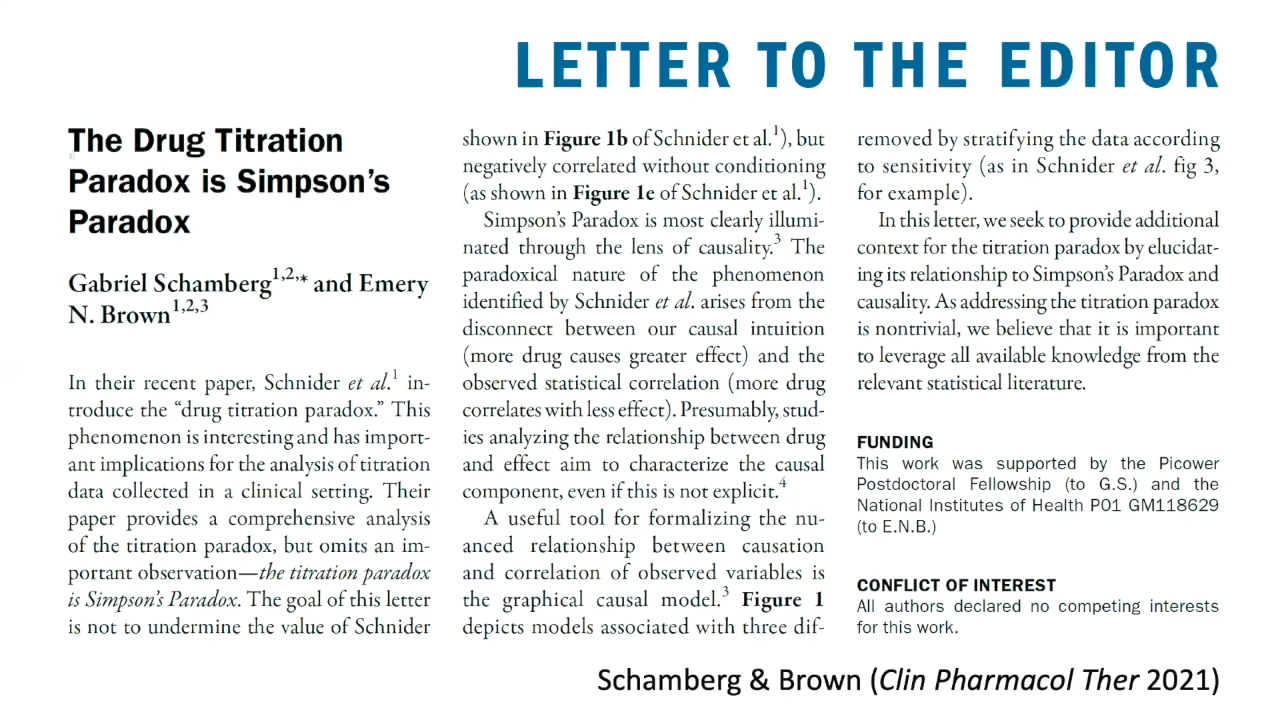 LETTER TO THE EDITOR
The Drug Titration
Paradox is Simpson's
Paradox
Gabriel Schamberg1,2,* and Emery
N. Brown1,2,3
In their recent paper, Schnider et al.1 in-
troduce the “drug titration paradox.” This
phenomenon is interesting and has import-
ant implications for the analysis of titration
data collected in a clinical setting. Their
paper provides a comprehensive analysis
of the titration paradox, but omits an im-
portant observation—the titration paradox
is Simpson's Paradox. The goal of this letter
is not to undermine the value of Schnider
shown in Figure 1b of Schnider et al.1), but
negatively correlated without conditioning
(as shown in Figure 1e of Schnider et al.1).
Simpson's Paradox is most clearly illumi-
nated through the lens of causality.3 The
paradoxical nature of the phenomenon
identified by Schnider et al. arises from the
disconnect between our causal intuition
(more drug causes greater effect) and the
observed statistical correlation (more drug
correlates with less effect). Presumably, stud-
ies analyzing the relationship between drug
and effect aim to characterize the causal
component, even if this is not explicit.4
A useful tool for formalizing the nu-
anced relationship between causation
and correlation of observed variables is
the graphical causal model.3 Figure 1
depicts models associated with three dif-
removed by stratifying the data according
to sensitivity (as in Schnider et al. fig 3,
for example).
In this letter, we seek to provide additional
context for the titration paradox by elucidat-
ing its relationship to Simpson's Paradox and
causality. As addressing the titration paradox
is nontrivial, we believe that it is important
to leverage all available knowledge from the
relevant statistical literature.
FUNDING
This work was supported by the Picower
Postdoctoral Fellowship (to G.S.) and the
National Institutes of Health P01 GM118629
(to E.N.B.)
CONFLICT OF INTEREST
All authors declared no competing interests
for this work.
Schamberg & Brown (Clin Pharmacol Ther 2021)